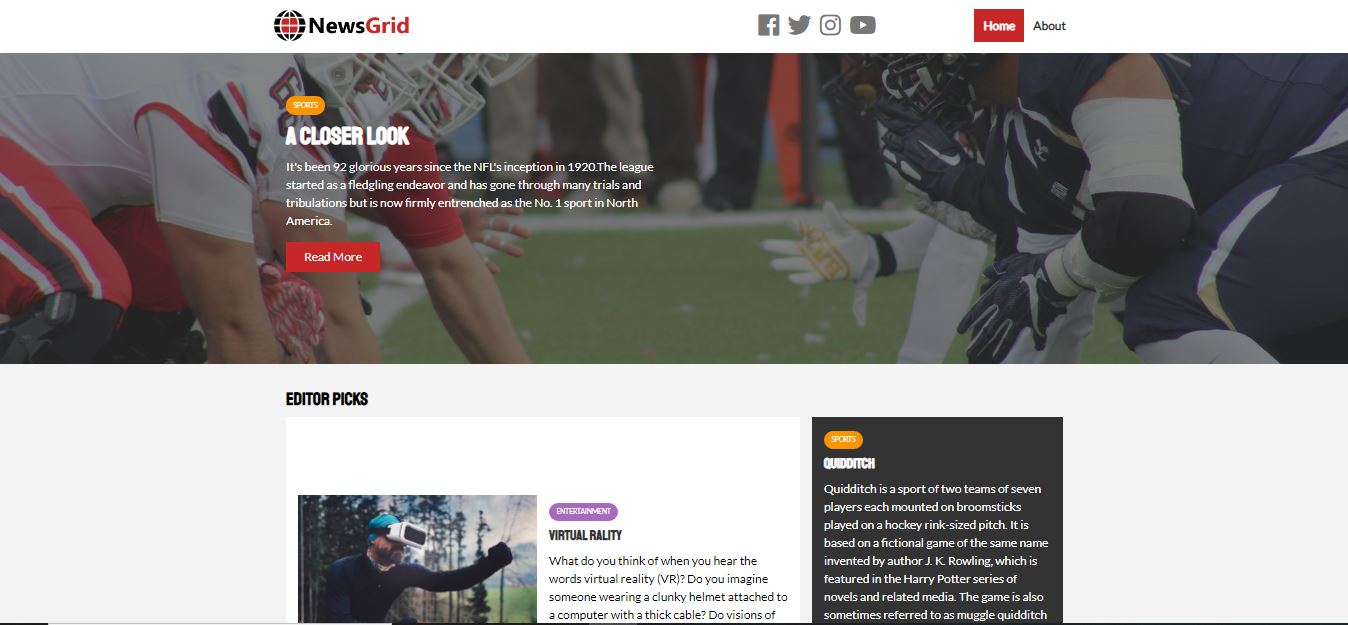 NewsGrid
Home
About
SPORTS
A CLOSER LOOK
It's been 92 glorious years since the NFL's inception in 1920.The league
started as a fledgling endeavor and has gone through many trials and
tribulations but is now firmly entrenched as the No. 1 sport in North
America.
Read More
EDITOR PICKS
ENTERTAINMENT
VIRTUAL RALITY
What do you think of when you hear the
words virtual reality (VR)? Do you imagine
someone wearing a clunky helmet attached to
a computer with a thick cable? Do visions of
SPORTS
QUIDDITCH
Quidditch is a sport of two teams of seven
players each mounted on broomsticks
played on a hockey rink-sized pitch. It is
based on a fictional game of the same name
invented by author J. K. Rowling, which is
featured in the Harry Potter series of
novels and related media. The game is also
sometimes referred to as muggle quidditch